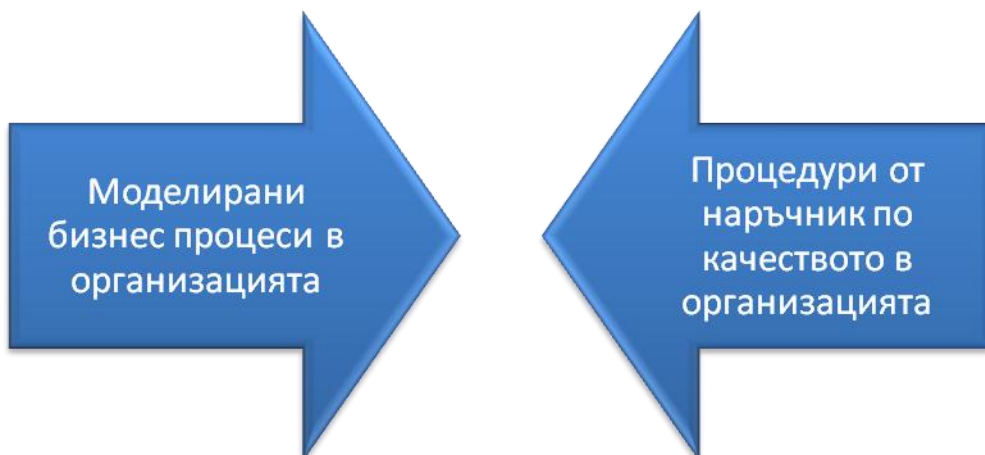 Моделирани
бизнес процеси в
организацията
Процедури от
наръчник по
качеството в
организацията